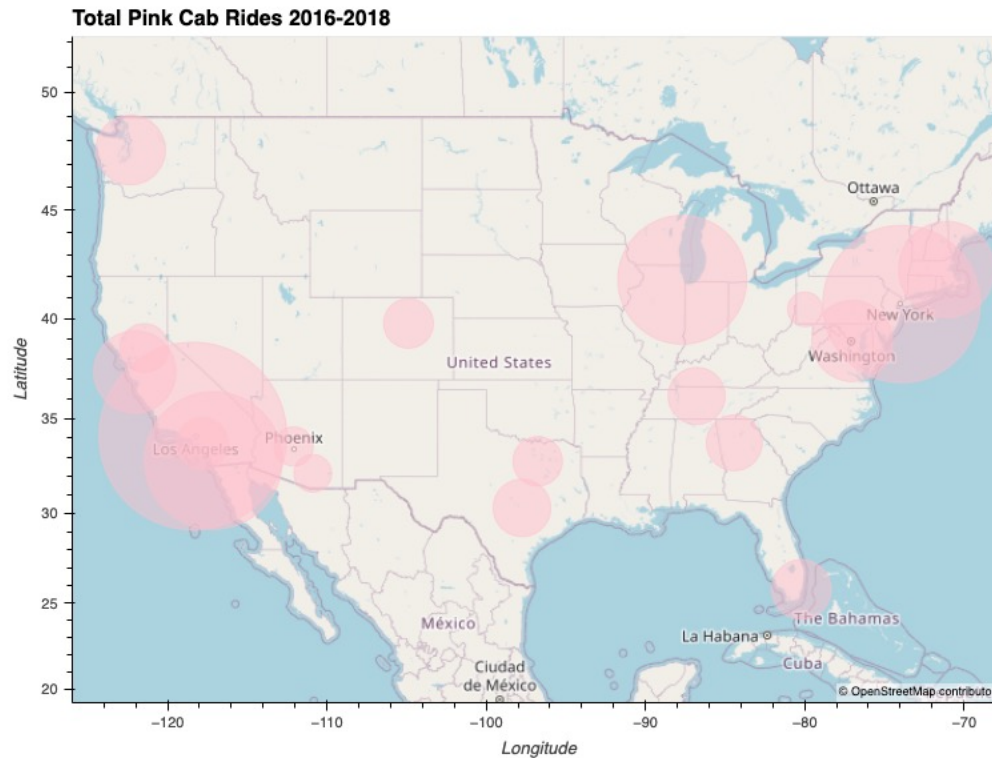 Total Pink Cab Rides 2016-2018
50
45
40
35
30
25
20
Latitude
Ottawa
New York
United States
Washington
Phoenix
Los Angeles
The Bahamas
México
La Habana
Cuba
Ciudad
de México
© OpenStreetMap contributo
−120
−110
−100
−90
−80
−70
Longitude